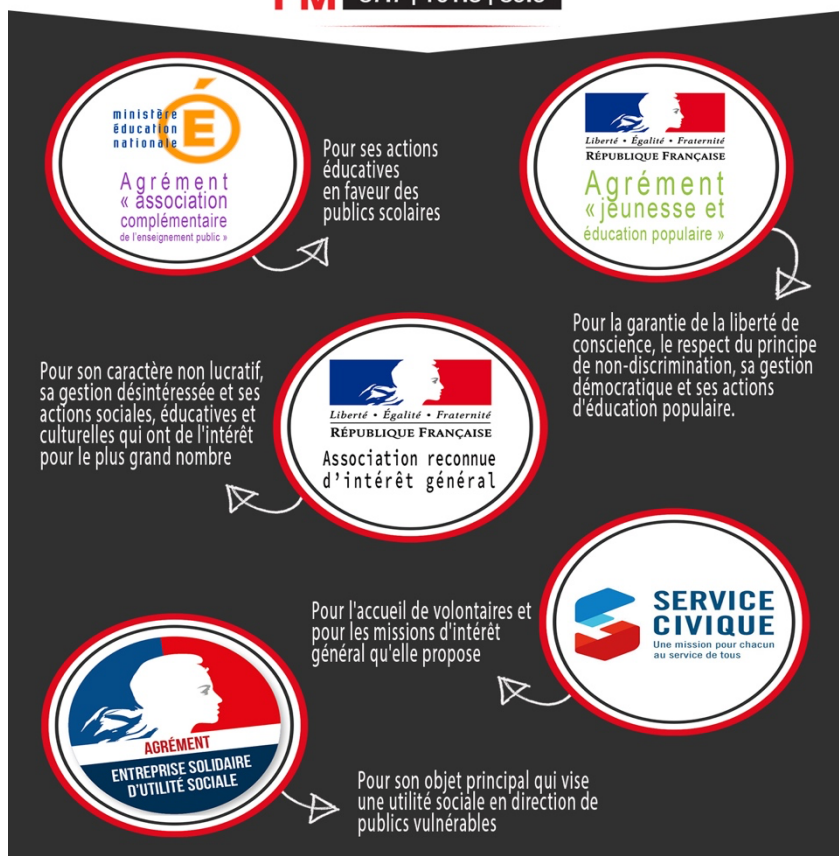 FM
ministère
éducation
nationale
É
Agrément
« association
complémentaire
de l'enseignement public »
Pour ses actions
éducatives
en faveur des
publics scolaires
Liberté • Égalité • Fraternité
RÉPUBLIQUE FRANÇAISE
Agrément
« jeunesse et
éducation populaire »
Pour la garantie de la liberté de
conscience, le respect du principe
de non-discrimination, sa gestion
démocratique et ses actions
d'éducation populaire.
Pour son caractère non lucratif,
sa gestion désintéressée et ses
actions sociales, éducatives et
culturelles qui ont de l'intérêt
pour le plus grand nombre
Liberté • Égalité • Fraternité
RÉPUBLIQUE FRANÇAISE
Association reconnue
d'intérêt général
Pour l'accueil de volontaires et
pour les missions d'intérêt
général qu'elle propose
SERVICE
CIVIQUE
Une mission pour chacun
au service de tous
AGRÉMENT
ENTREPRISE SOLIDAIRE
D'UTILITÉ SOCIALE
Pour son objet principal qui vise
une utilité sociale en direction de
publics vulnérables